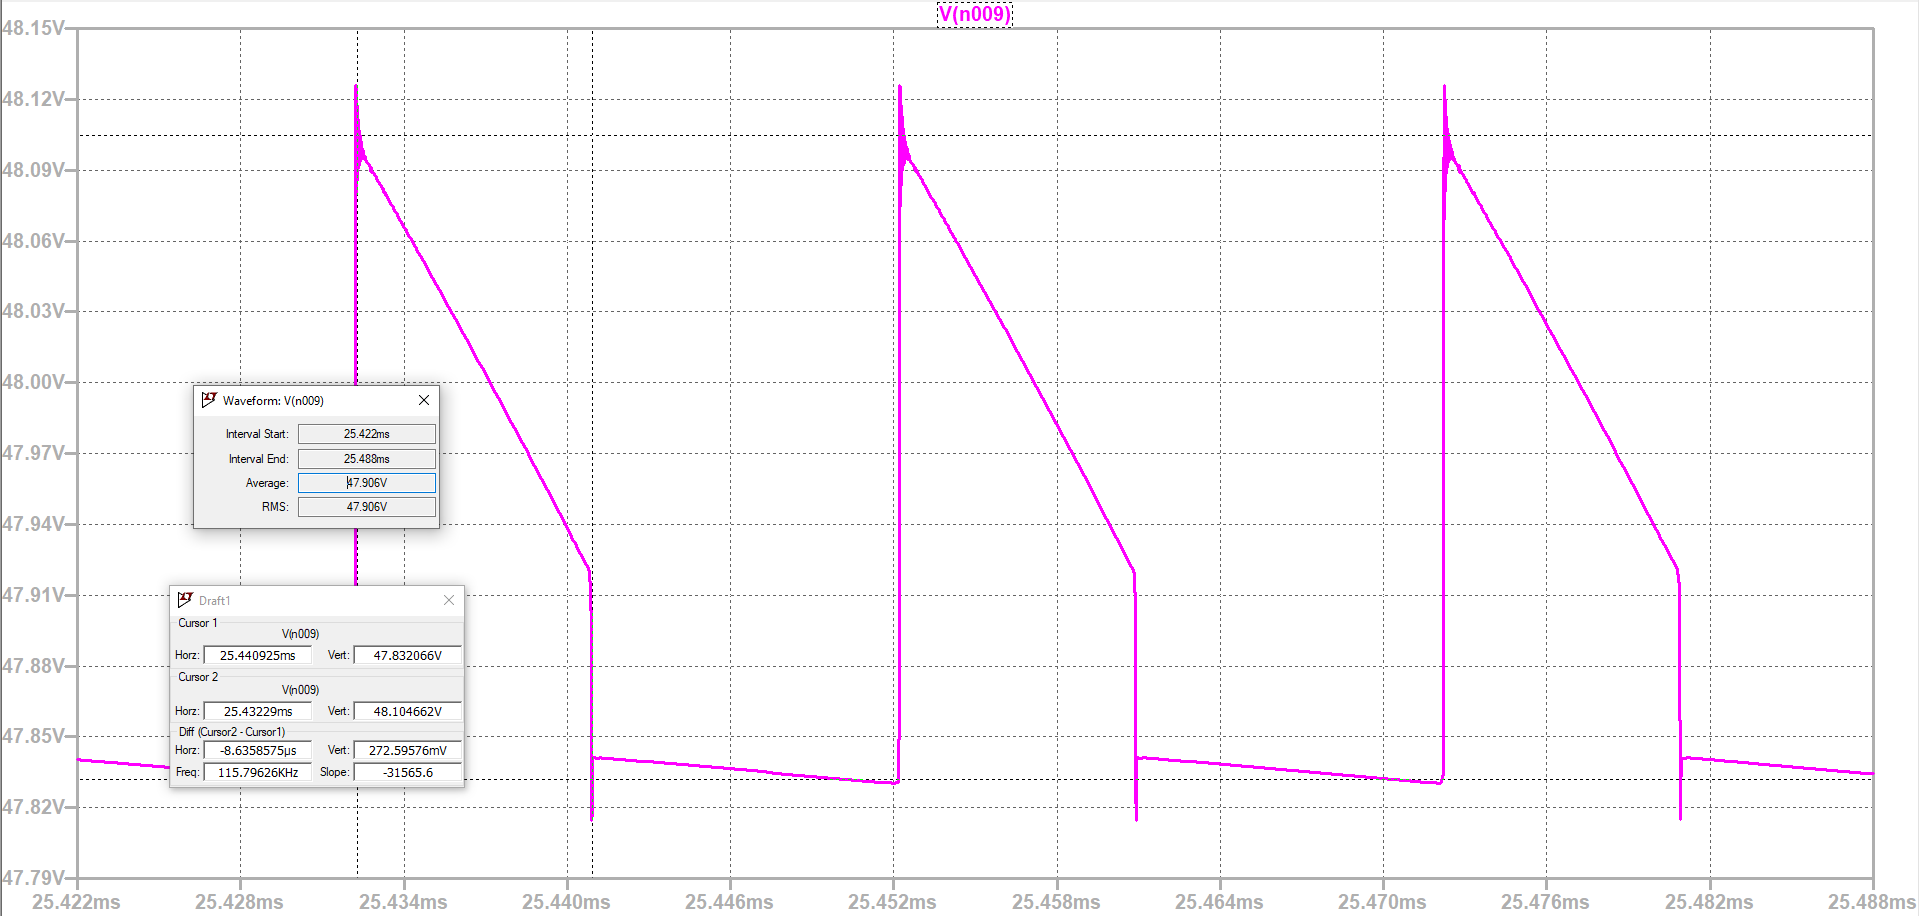 V(n009)
48.15V
48.12V
48.09V
48.06V
48.03V
48.00V
47.97V
47.94V
47.91V
47.88V
47.85V
47.82V
47.79V
Waveform: V(n009)
Interval Start: 25.422ms
Interval End: 25.488ms
Average: 47.906V
RMS: 47.906V
Draft1
Cursor 1
V(n009)
Horz: 25.440925ms Vert: 47.832066V
Cursor 2
V(n009)
Horz: 25.43229ms Vert: 48.104662V
Diff (Cursor2 - Cursor1)
Horz: -8.6358575µs Vert: 272.59576mV
Freq: 115.79626KHz Slope: -31565.6
25.422ms 25.428ms 25.434ms 25.440ms 25.446ms 25.452ms 25.458ms 25.464ms 25.470ms 25.476ms 25.482ms 25.488ms